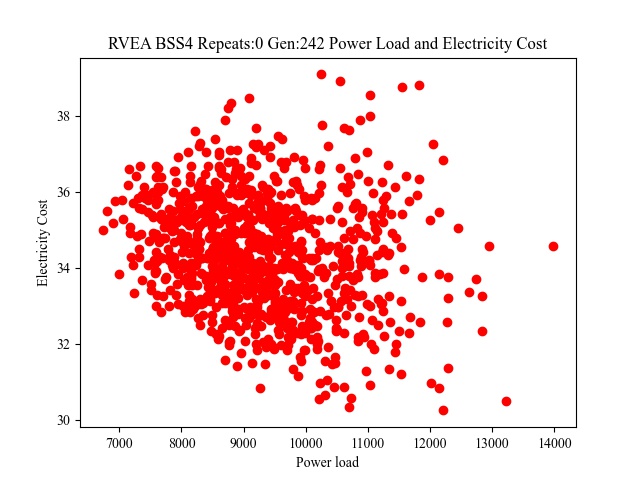 RVEA BSS4 Repeats:0 Gen:242 Power Load and Electricity Cost
38
36
34
32
30
Electricity Cost
7000 8000 9000 10000 11000 12000 13000 14000
Power load